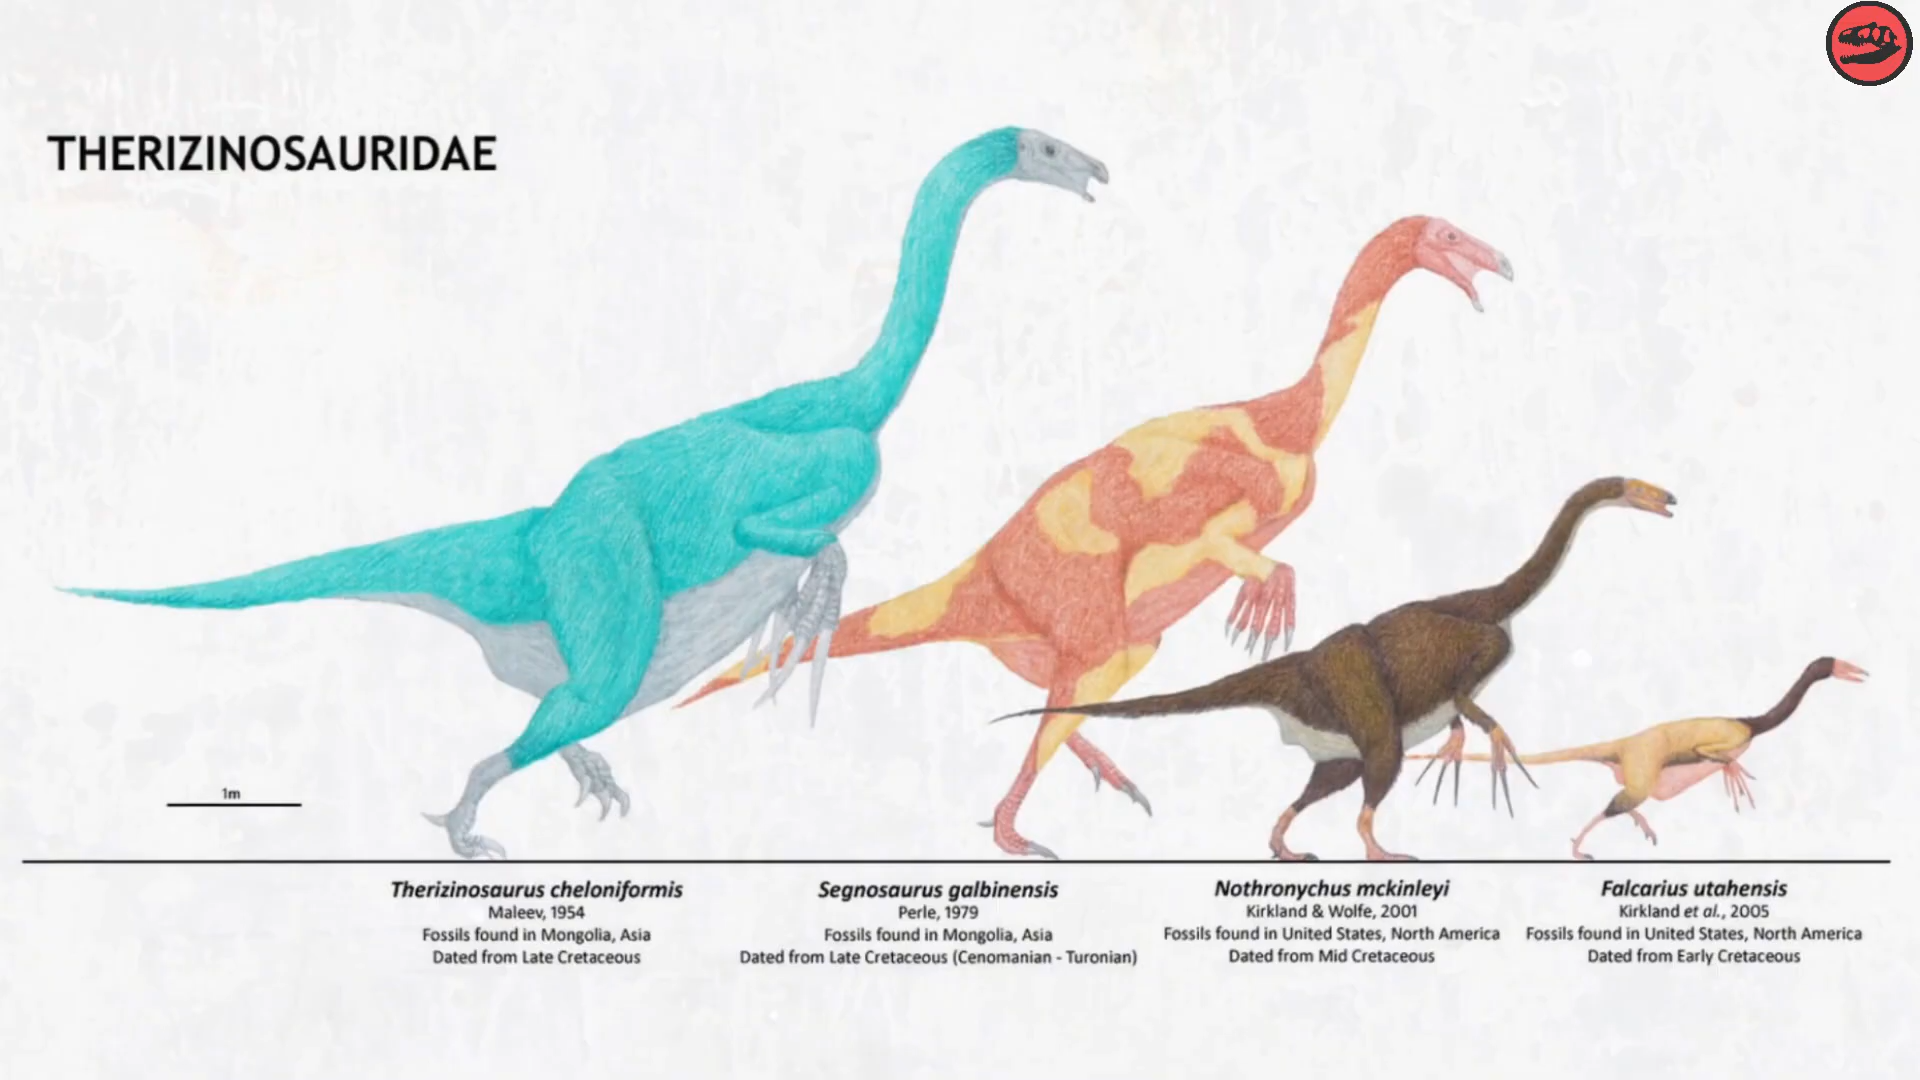 THERIZINOSAURIDAE
1m
Therizinosaurus cheloniformis
Maleev, 1954
Fossils found in Mongolia, Asia
Dated from Late Cretaceous
Segnosaurus galbinensis
Perle, 1979
Fossils found in Mongolia, Asia
Dated from Late Cretaceous (Cenomanian - Turonian)
Nothronychus mckinleyi
Kirkland & Wolfe, 2001
Fossils found in United States, North America
Dated from Mid Cretaceous
Falcarius utahensis
Kirkland et al., 2005
Fossils found in United States, North America
Dated from Early Cretaceous